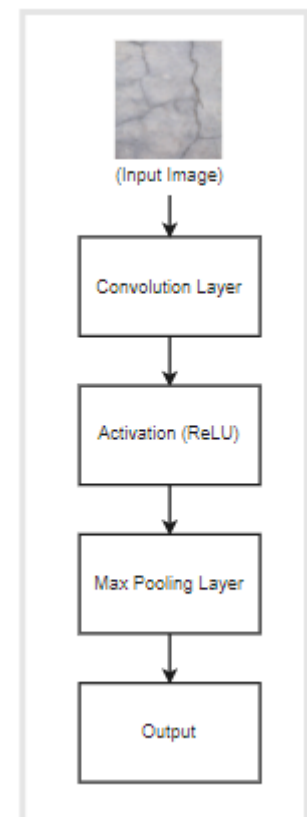 (Input Image)
Convolution Layer
Activation (ReLU)
Max Pooling Layer
Output